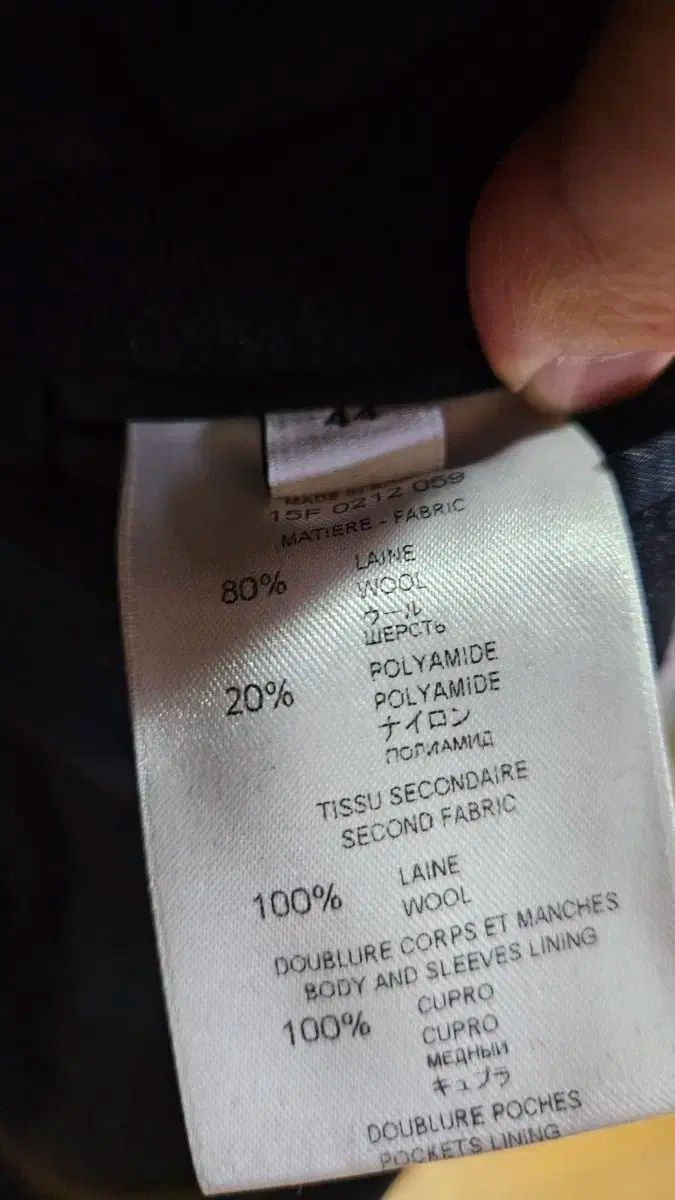 44
MADE IN
15F 0212 059
MATIERE - FABRIC
80% LAINE
WOOL
ウール
ШЕРСТЬ
20% POLYAMIDE
POLYAMIDE
ナイロン
ПОЛИАМИД
TISSU SECONDAIRE
SECOND FABRIC
100% LAINE
WOOL
DOUBLURE CORPS ET MANCHES
BODY AND SLEEVES LINING
100% CUPRO
CUPRO
МЕДНЫЙ
キュプラ
DOUBLURE POCHES
POCKETS LINING